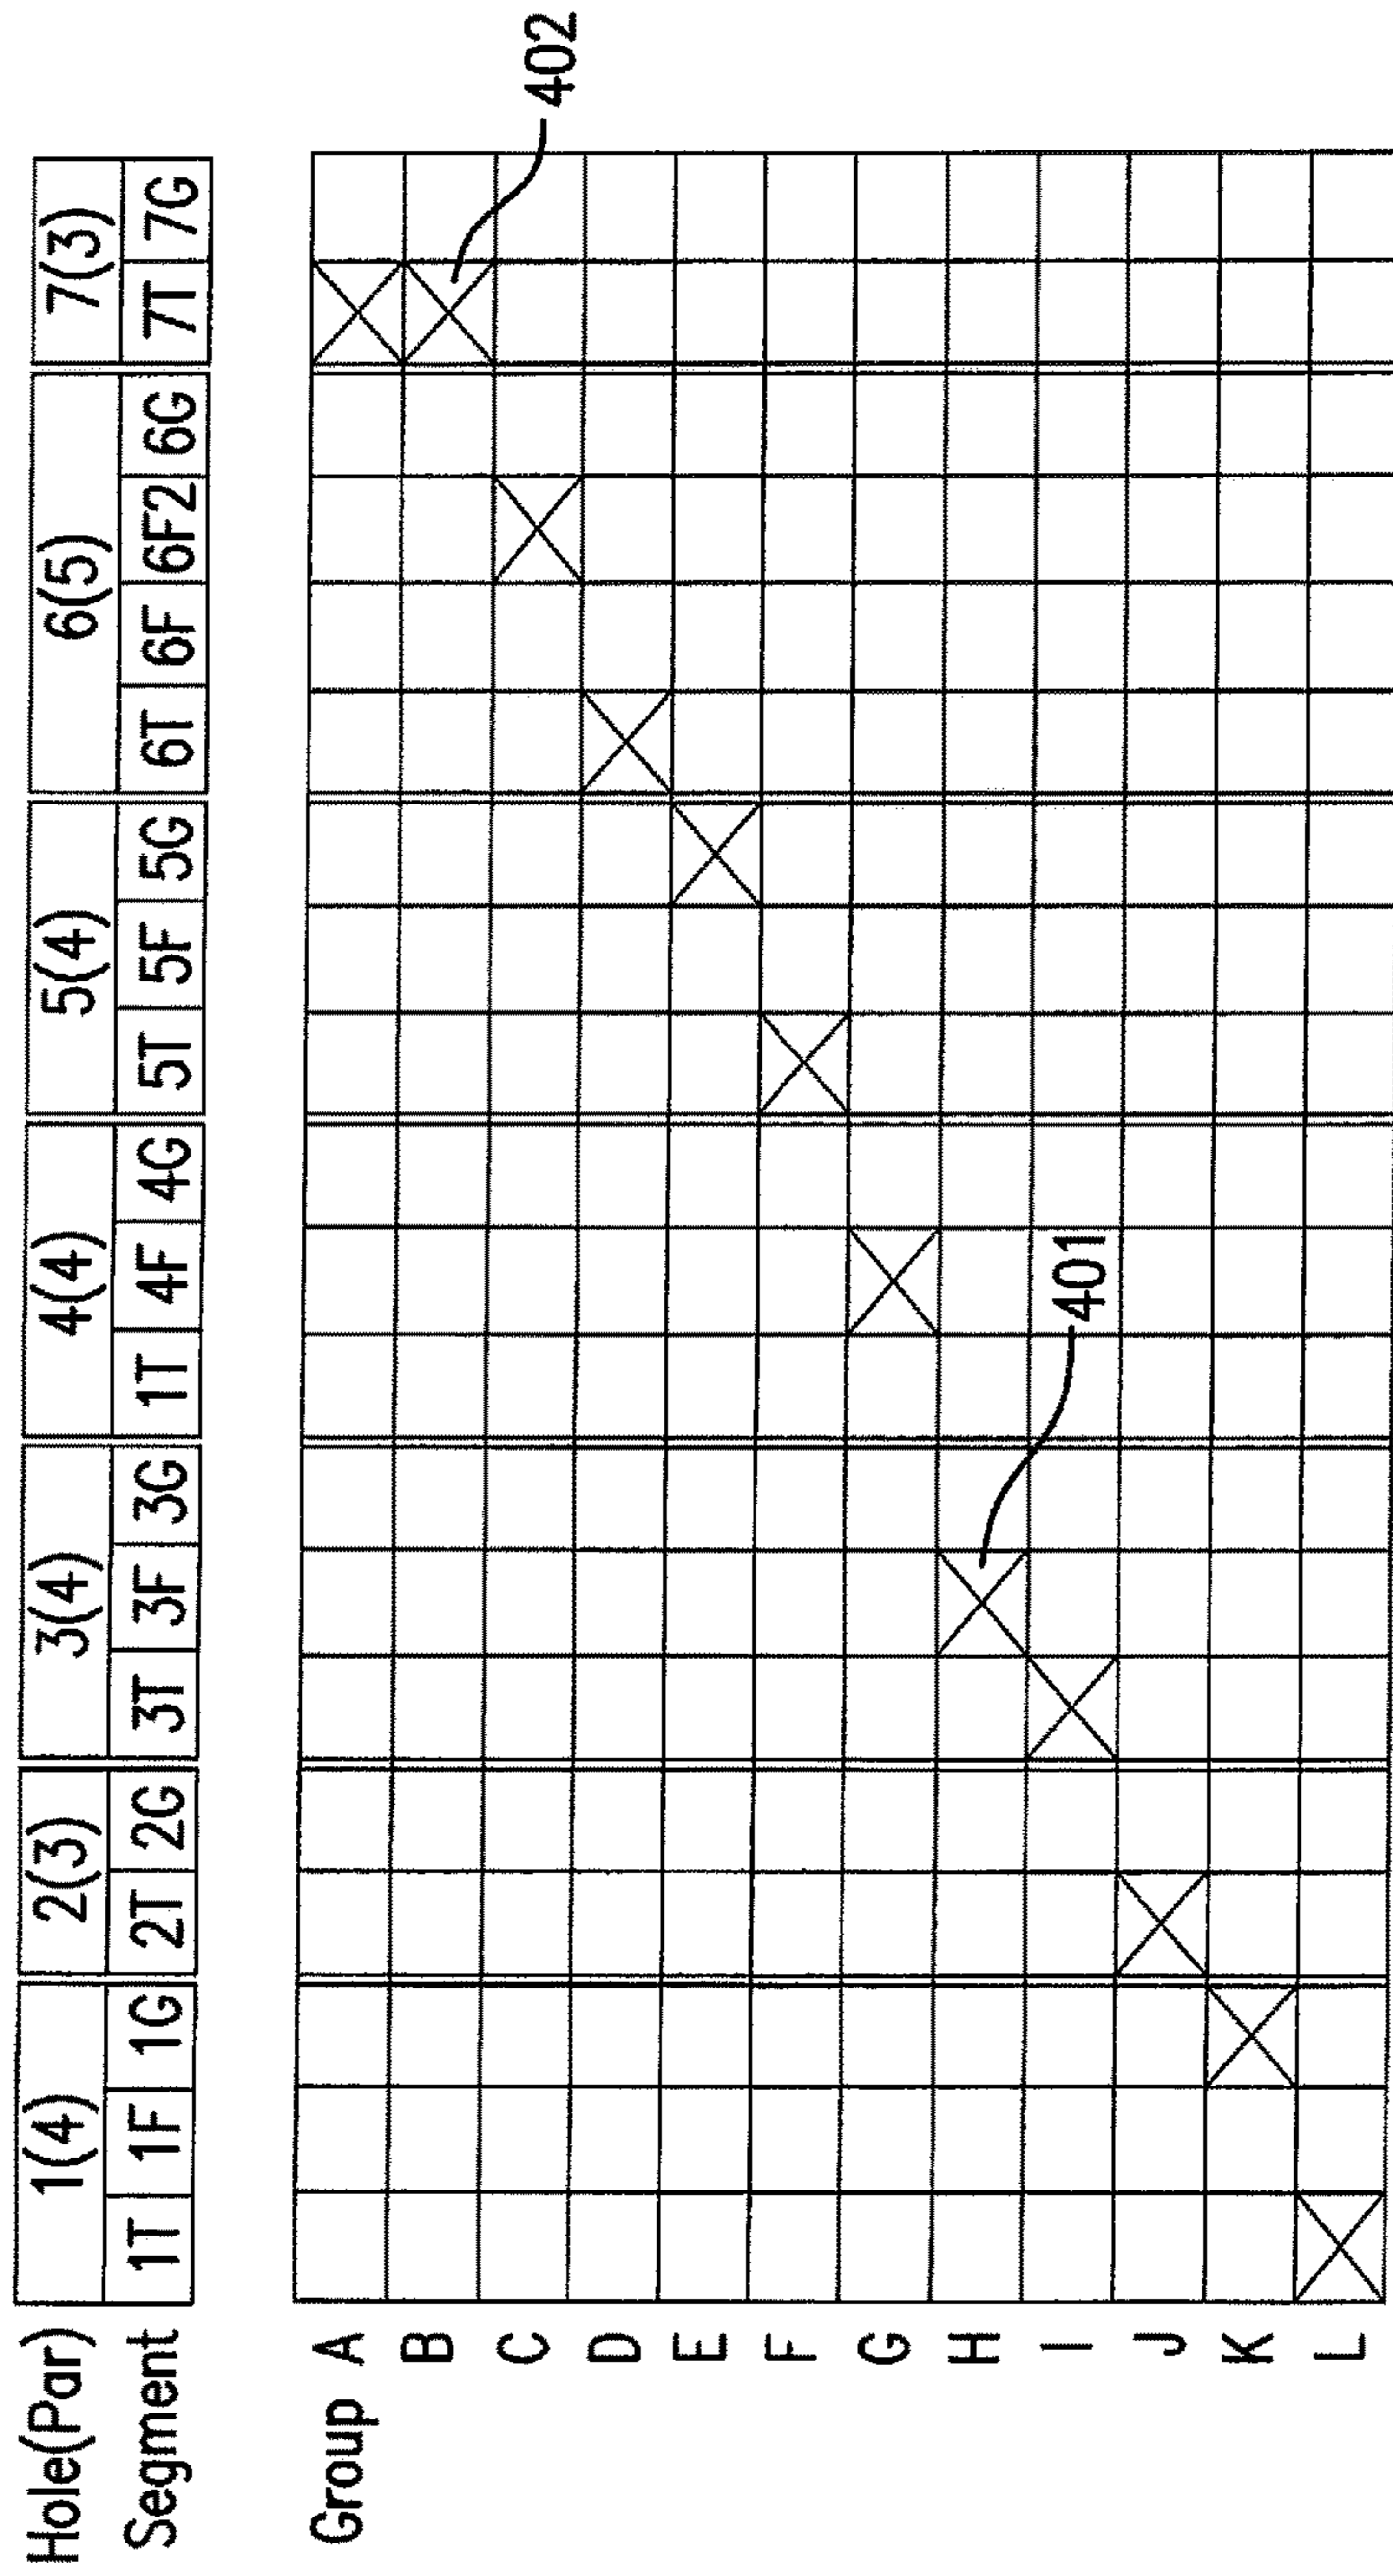 Hole(Par) 1(4) 2(3) 3(4) 4(4) 5(4) 6(5) 7(3)
Segment 1T 1F 1G 2T 2G 3T 3F 3G 1T 4F 4G 5T 5F 5G 6T 6F 6F2 6G 7T 7G
Group A
B
402
C
D
E
F
G
H
401
I
J
K
L